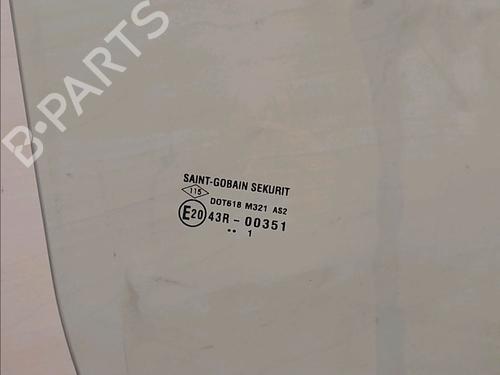 B-PARTS
SAINT-GOBAIN SEKURIT
115 DOT618 M321 AS2
E20 43R - 00351
.. 1